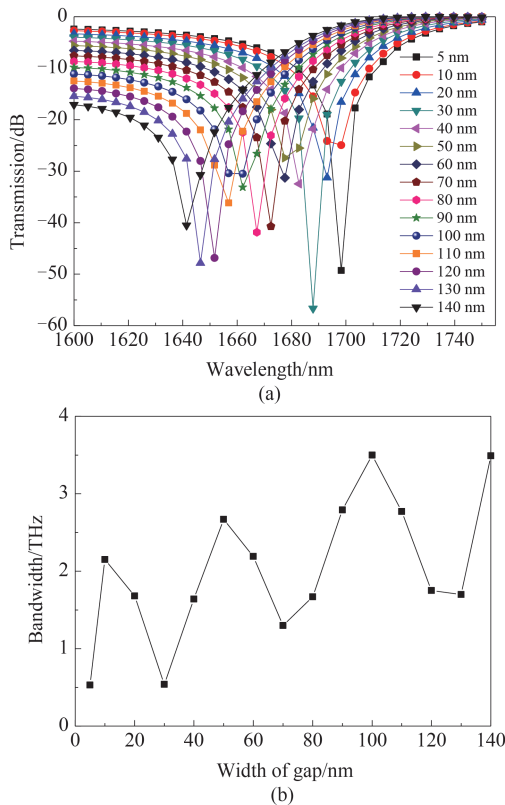 (a)
0
−10
−20
−30
−40
−50
−60
Transmission/dB
5 nm
10 nm
20 nm
30 nm
40 nm
50 nm
60 nm
70 nm
80 nm
90 nm
100 nm
110 nm
120 nm
130 nm
140 nm
1600 1620 1640 1660 1680 1700 1720 1740
Wavelength/nm
(a)
4
3
2
1
0
Bandwidth/THz
0 20 40 60 80 100 120 140
Width of gap/nm
(b)